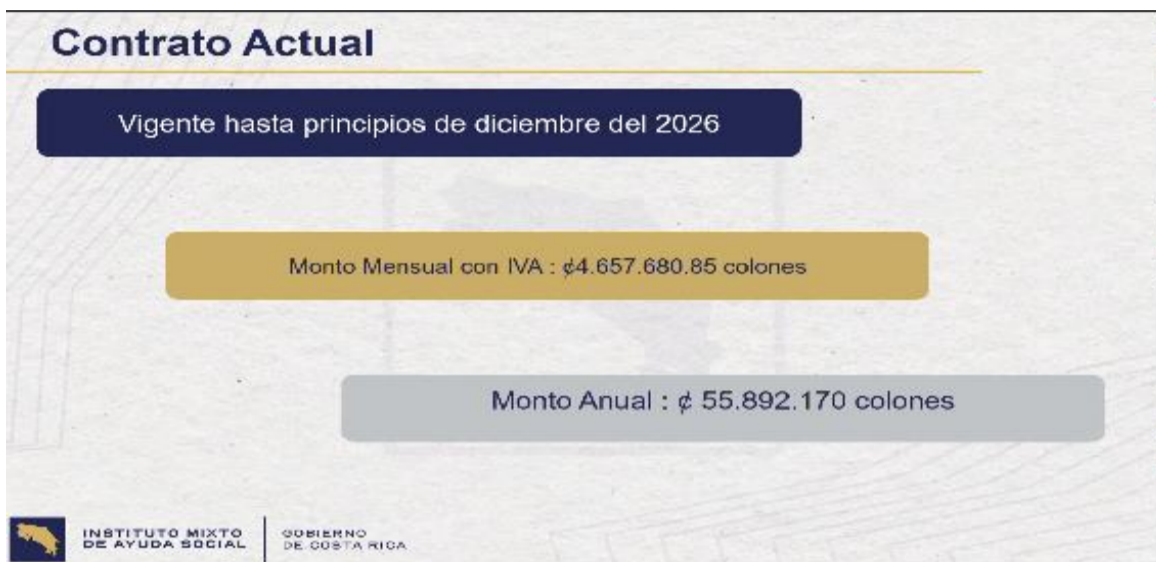 Contrato Actual
Vigente hasta principios de diciembre del 2026
Monto Mensual con IVA : ¢4.657.680.85 colones
Monto Anual : ¢ 55.892.170 colones
INSTITUTO MIXTO
DE AYUDA SOCIAL
GOBIERNO
DE COSTA RICA